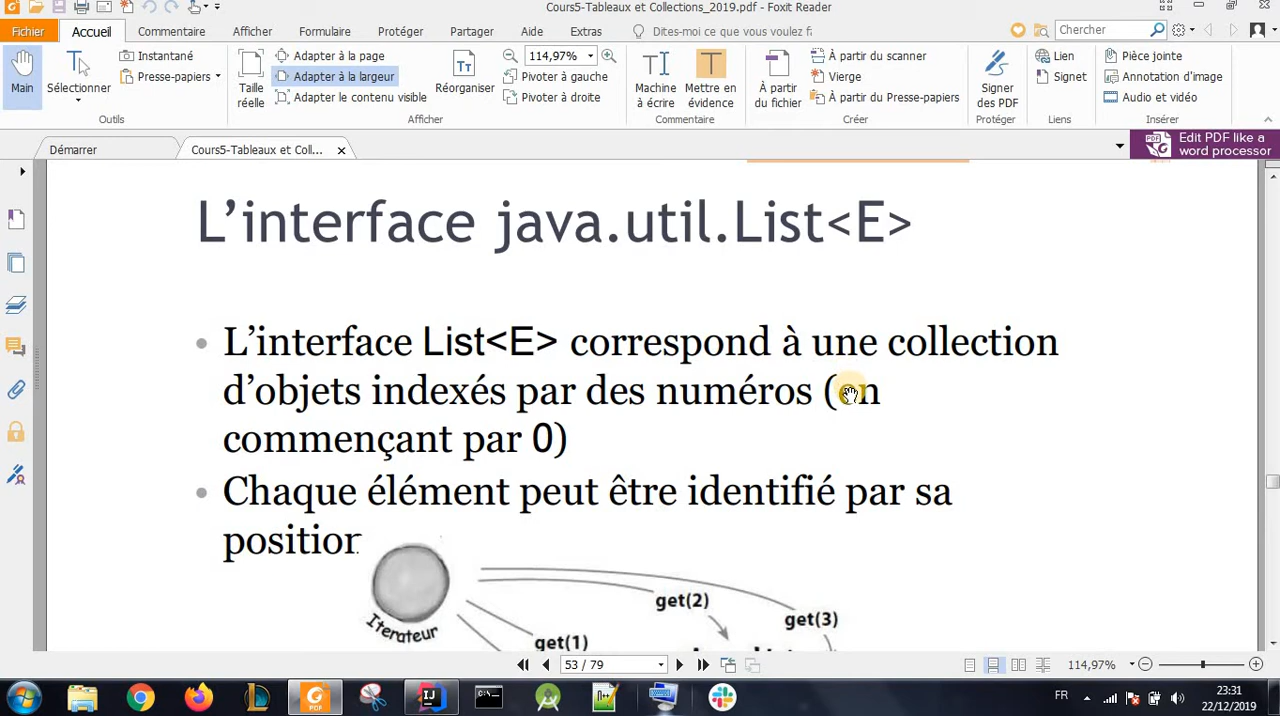 Cours5-Tableaux et Collections_2019.pdf - Foxit Reader
Fichier Accueil Commentaire Afficher Formulaire Protéger Partager Aide Extras Dites-moi ce que vous voulez f. Chercher
Main
Sélectionner
Instantané
Presse-papiers
Outils
Taille
réelle
Adapter à la page
Adapter à la largeur
Adapter le contenu visible
Réorganiser
114,97%
Pivoter à gauche
Pivoter à droite
Afficher
Machine
à écrire
Mettre en
évidence
Commentaire
À partir
du fichier
À partir du scanner
Vierge
À partir du Presse-papiers
Créer
Signer
des PDF
Protéger
Lien
Signet
Liens
Pièce jointe
Annotation d'image
Audio et vidéo
Insérer
Démarrer
Cours5-Tableaux et Coll...
Edit PDF like a
word processor
L’interface java.util.List<E>
• L’interface List<E> correspond à une collection
d’objets indexés par des numéros (en
commençant par 0)
• Chaque élément peut être identifié par sa
position
Iterateur
get(2)
get(3)
get(1)
53 / 79
114,97%
FR
23:31
22/12/2019